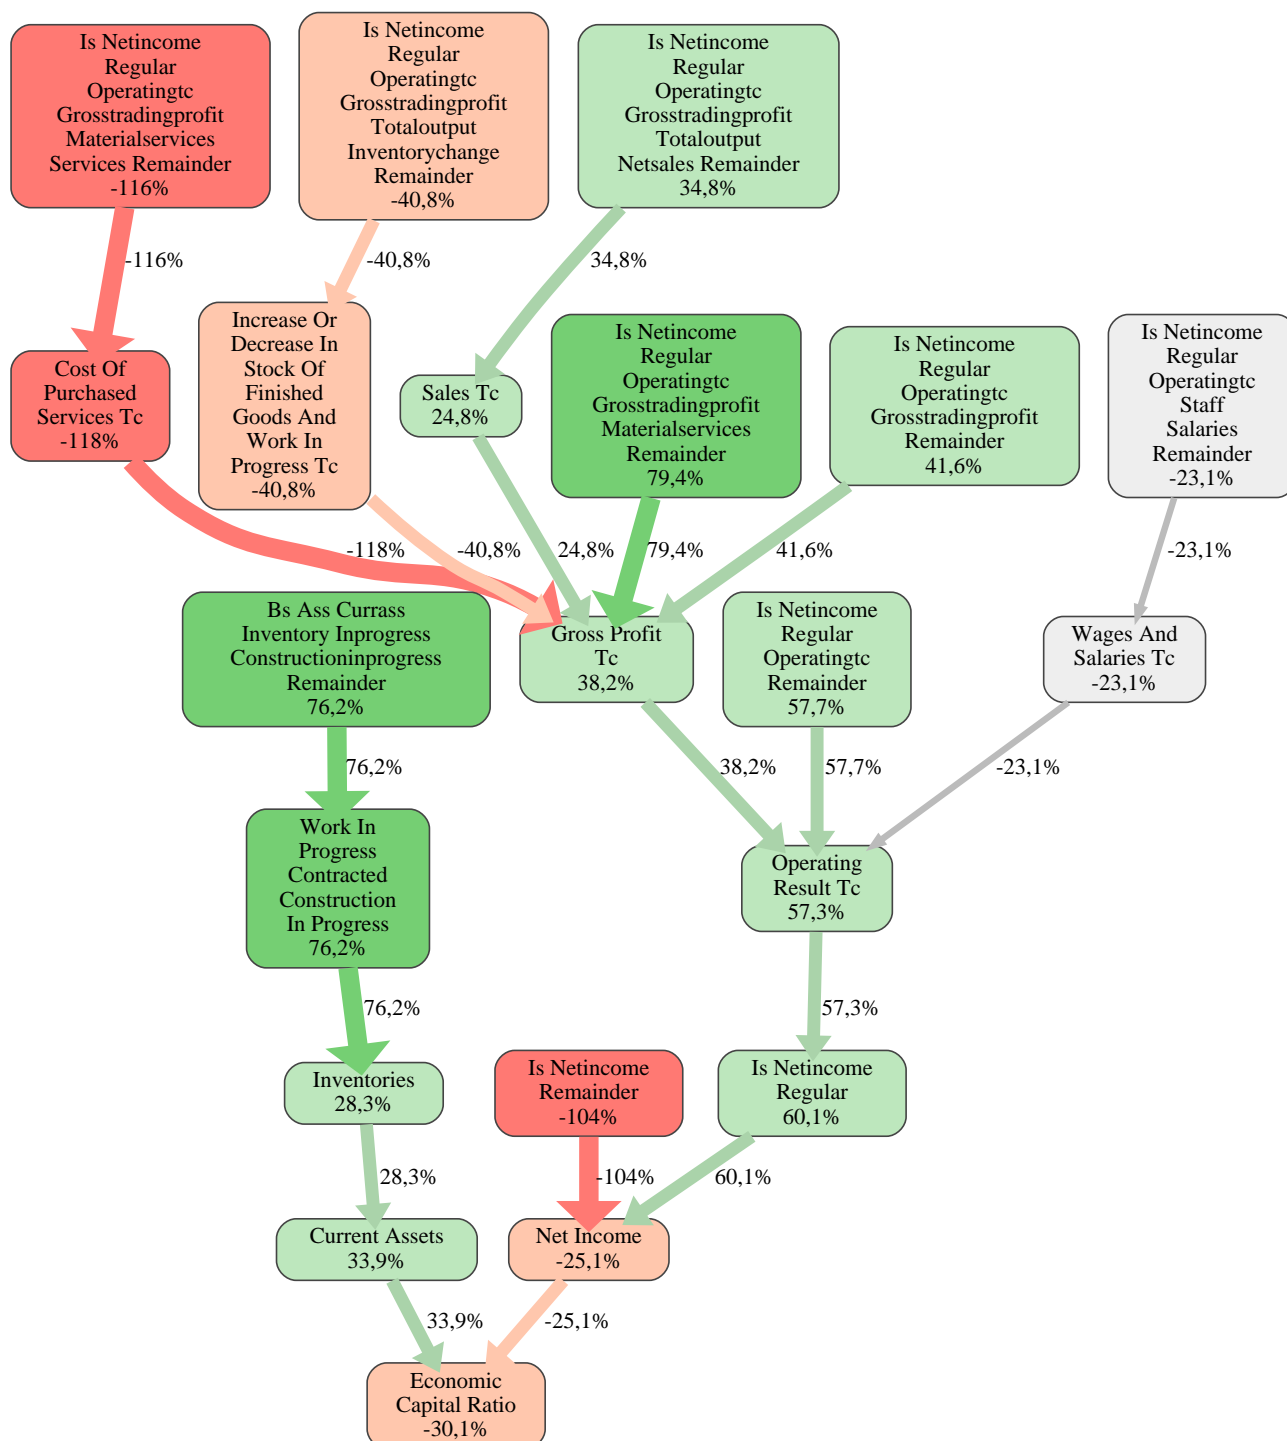 Is Netincome
Regular
Operatingtc
Grosstradingprofit
Materialservices
Services Remainder
-116%
Is Netincome
Regular
Operatingtc
Grosstradingprofit
Totaloutput
Inventorychange
Remainder
-40,8%
Is Netincome
Regular
Operatingtc
Grosstradingprofit
Totaloutput
Netsales Remainder
34,8%
-116%
-40,8%
34,8%
Cost Of
Purchased
Services Tc
-118%
Increase Or
Decrease In
Stock Of
Finished
Goods And
Work In
Progress Tc
-40,8%
Sales Tc
24,8%
Is Netincome
Regular
Operatingtc
Grosstradingprofit
Materialservices
Remainder
79,4%
Is Netincome
Regular
Operatingtc
Grosstradingprofit
Remainder
41,6%
Is Netincome
Regular
Operatingtc
Staff
Salaries
Remainder
-23,1%
-118%
-40,8%
24,8%
79,4%
41,6%
-23,1%
Bs Ass Currass
Inventory Inprogress
Constructioninprogress
Remainder
76,2%
Gross Profit
Tc
38,2%
Is Netincome
Regular
Operatingtc
Remainder
57,7%
Wages And
Salaries Tc
-23,1%
76,2%
38,2%
57,7%
-23,1%
Work In
Progress
Contracted
Construction
In Progress
76,2%
Operating
Result Tc
57,3%
76,2%
57,3%
Inventories
28,3%
Is Netincome
Remainder
-104%
Is Netincome
Regular
60,1%
28,3%
-104%
60,1%
Current Assets
33,9%
Net Income
-25,1%
33,9%
-25,1%
Economic
Capital Ratio
-30,1%